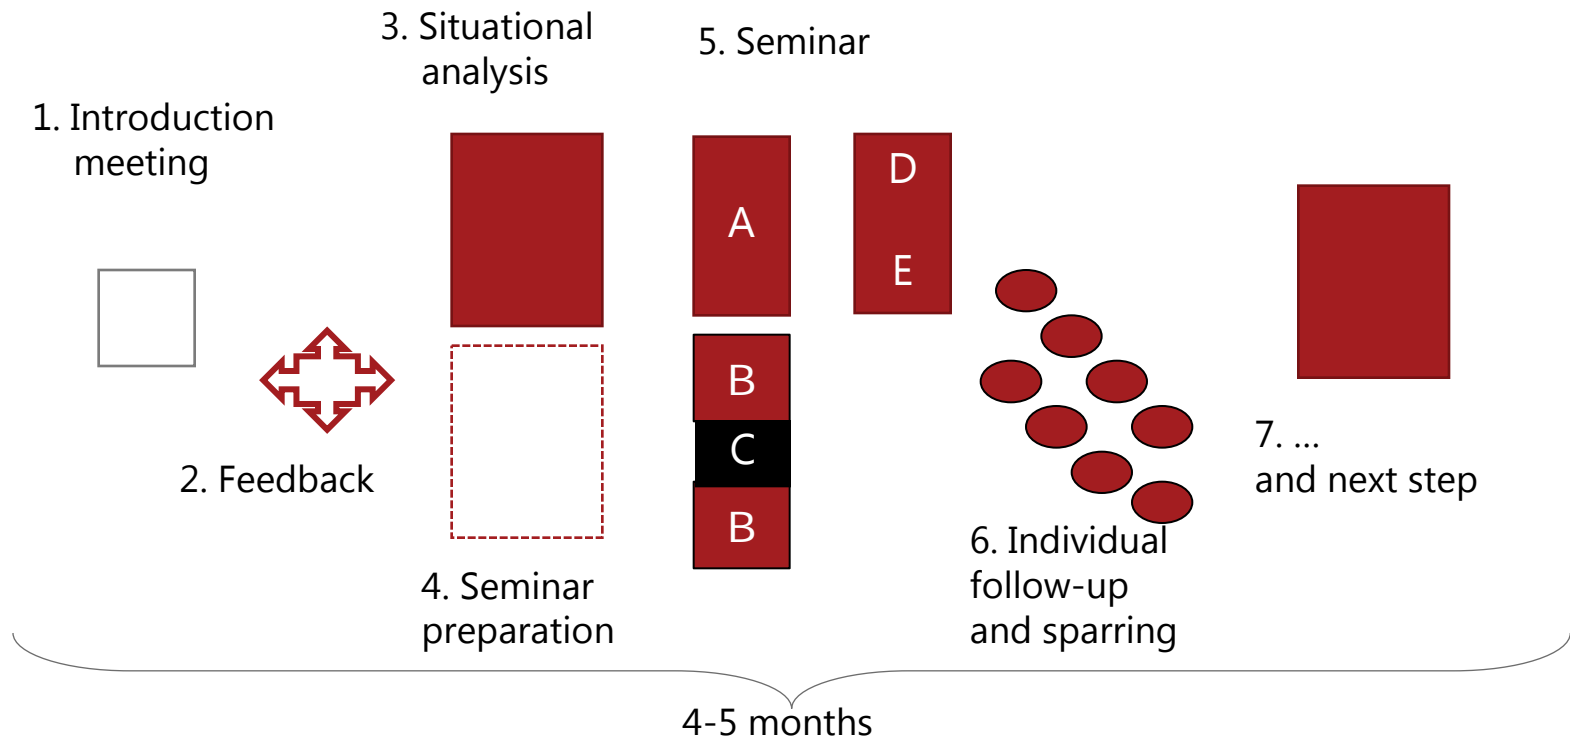 1. Introduction
meeting
2. Feedback
3. Situational
analysis
4. Seminar
preparation
5. Seminar
A
B
C
B
D
E
6. Individual
follow-up
and sparring
7. ...
and next step
4-5 months